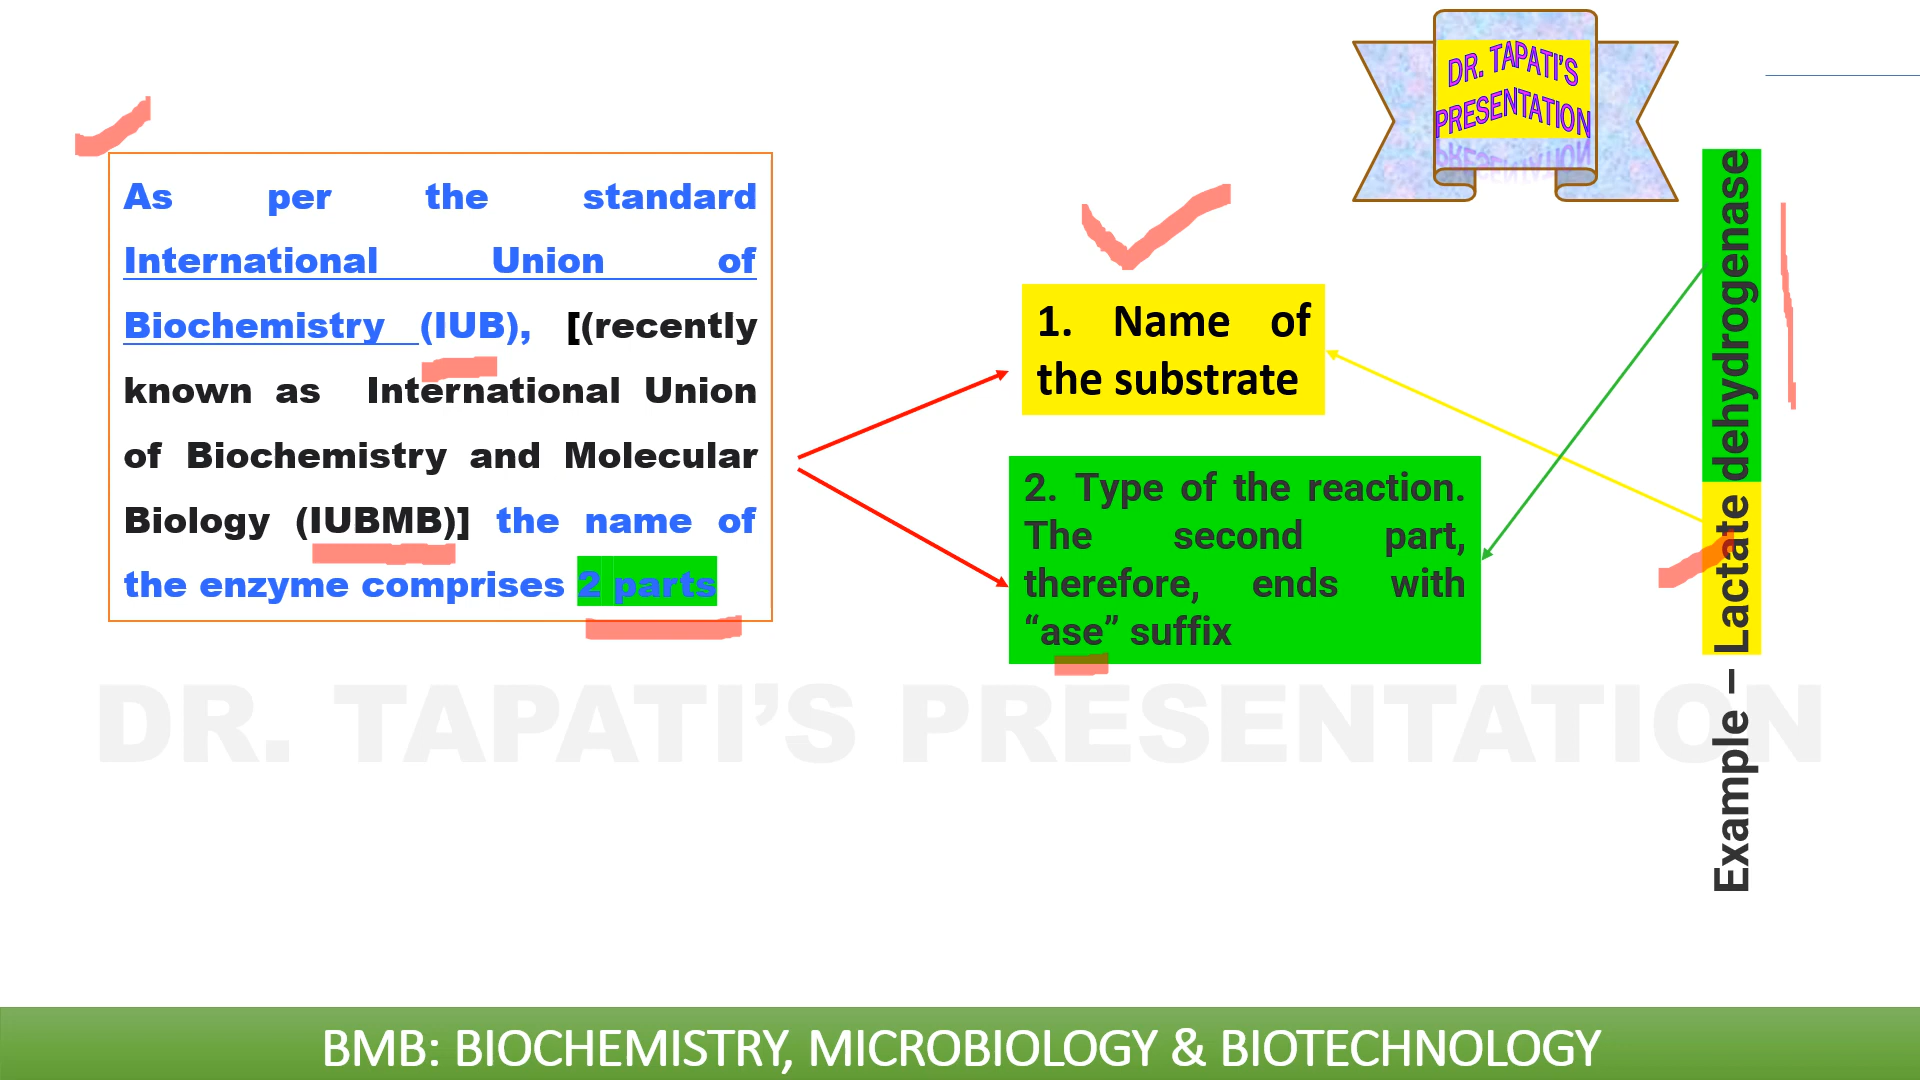 DR. TAPATI'S
PRESENTATION
As per the standard
International Union of
Biochemistry (IUB), [(recently
known as International Union
of Biochemistry and Molecular
Biology (IUBMB)] the name of
the enzyme comprises 2 parts
1. Name of
the substrate
2. Type of the reaction.
The second part,
therefore, ends with
“ase” suffix
Example – Lactate dehydrogenase
DR. TAPATI’S PRESENTATION
BMB: BIOCHEMISTRY, MICROBIOLOGY & BIOTECHNOLOGY